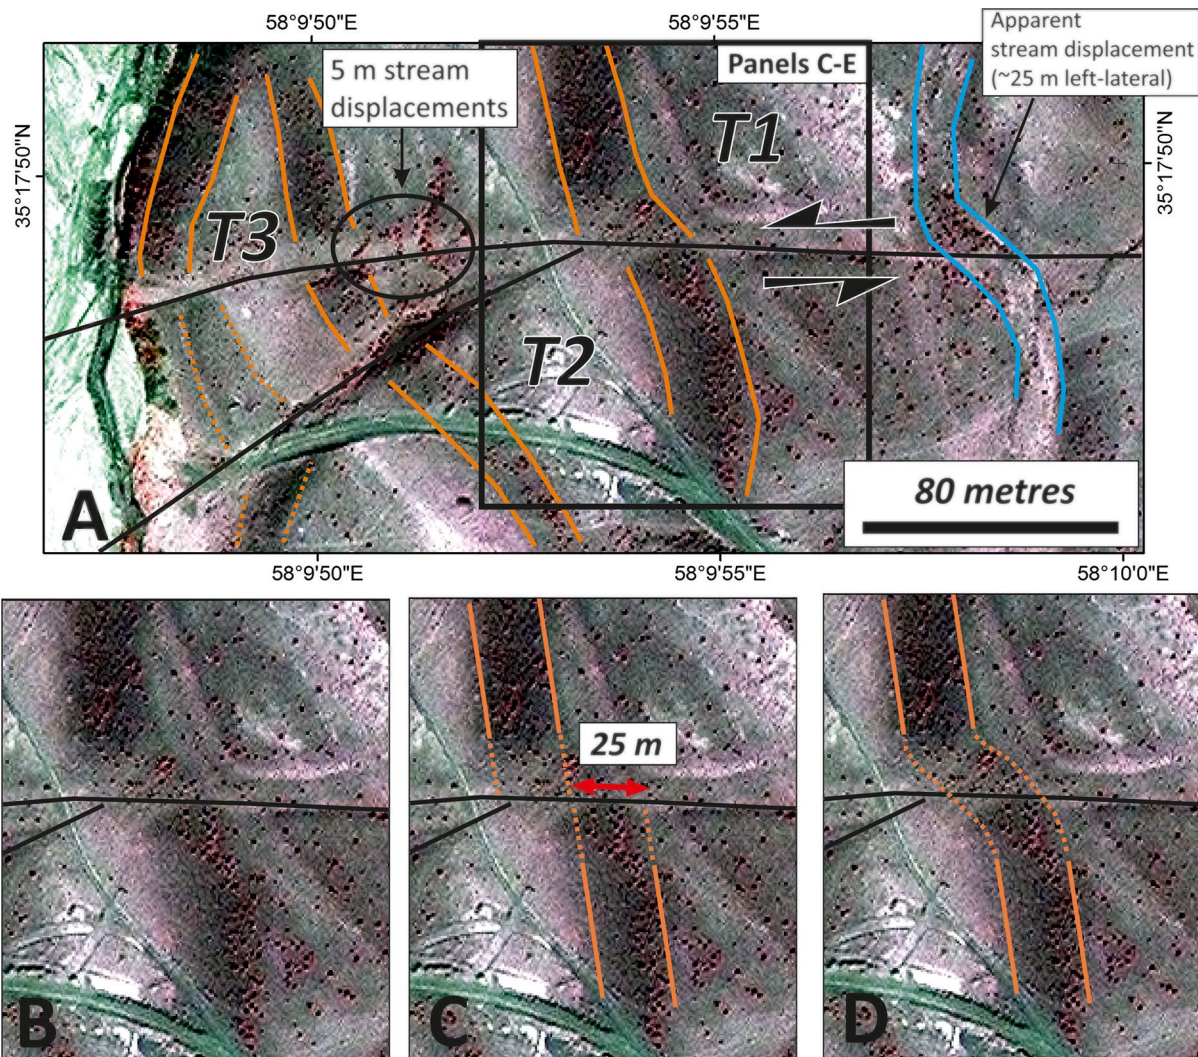 58°9'50"E
58°9'55"E
Apparent
stream displacement
(~25 m left-lateral)
5 m stream
displacements
Panels C-E
T1
35°17'50"N
35°17'50"N
T3
T2
A
80 metres
58°9'50"E
58°9'55"E
58°10'0"E
25 m
B
C
D